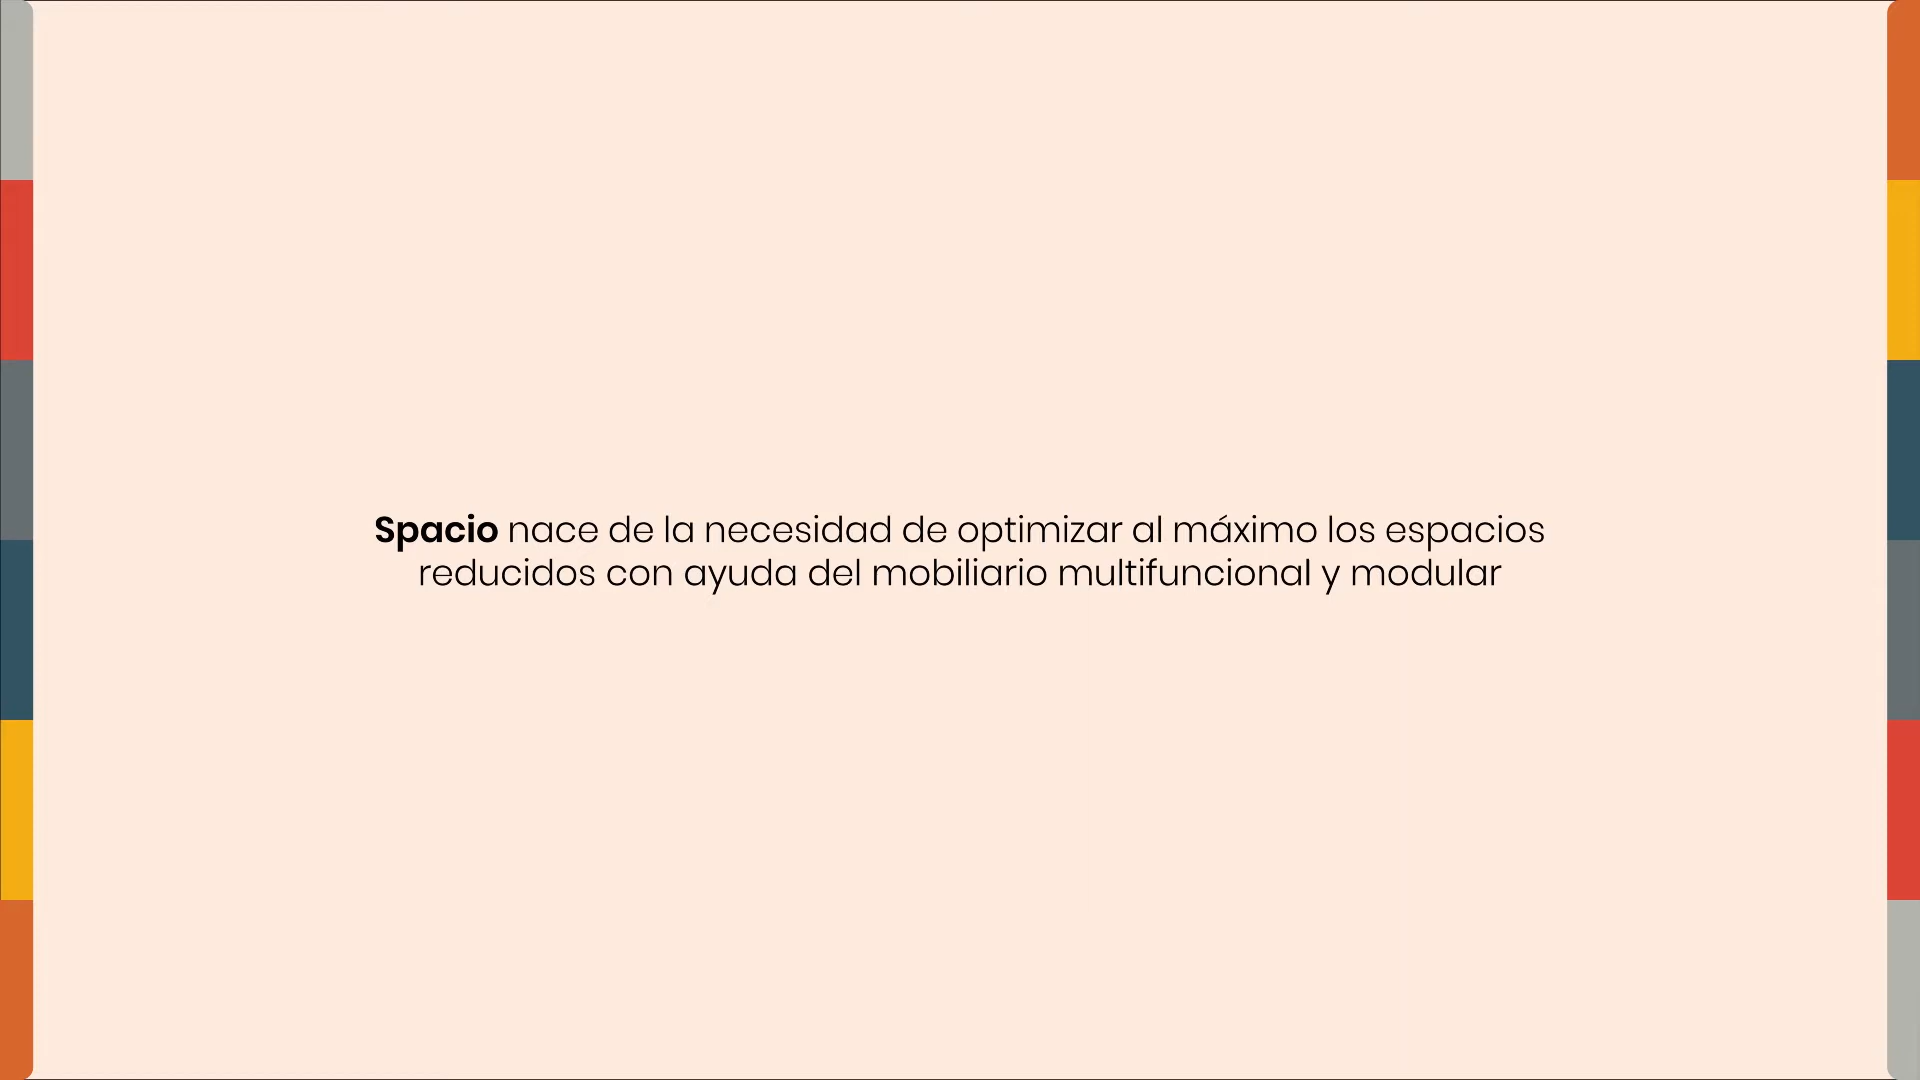 Spacio nace de la necesidad de optimizar al máximo los espacios
reducidos con ayuda del mobiliario multifuncional y modular